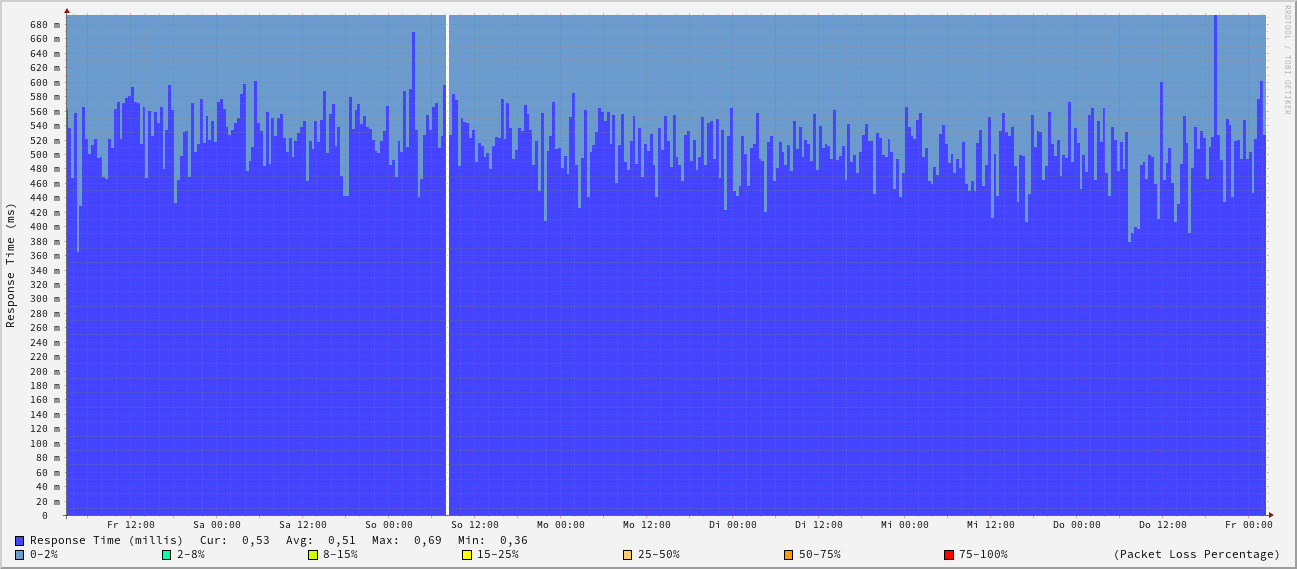 680 m
660 m
640 m
620 m
600 m
580 m
560 m
540 m
520 m
500 m
480 m
460 m
440 m
420 m
400 m
380 m
360 m
340 m
320 m
300 m
280 m
260 m
240 m
220 m
200 m
180 m
160 m
140 m
120 m
100 m
80 m
60 m
40 m
20 m
0
Response Time (ms)
RRDTOOL / TOBI OETIKER
Fr 12:00 Sa 00:00 Sa 12:00 So 00:00 So 12:00 Mo 00:00 Mo 12:00 Di 00:00 Di 12:00 Mi 00:00 Mi 12:00 Do 00:00 Do 12:00 Fr 00:00
Response Time (millis) Cur: 0,53 Avg: 0,51 Max: 0,69 Min: 0,36
0-2% 2-8% 8-15% 15-25% 25-50% 50-75% 75-100% (Packet Loss Percentage)